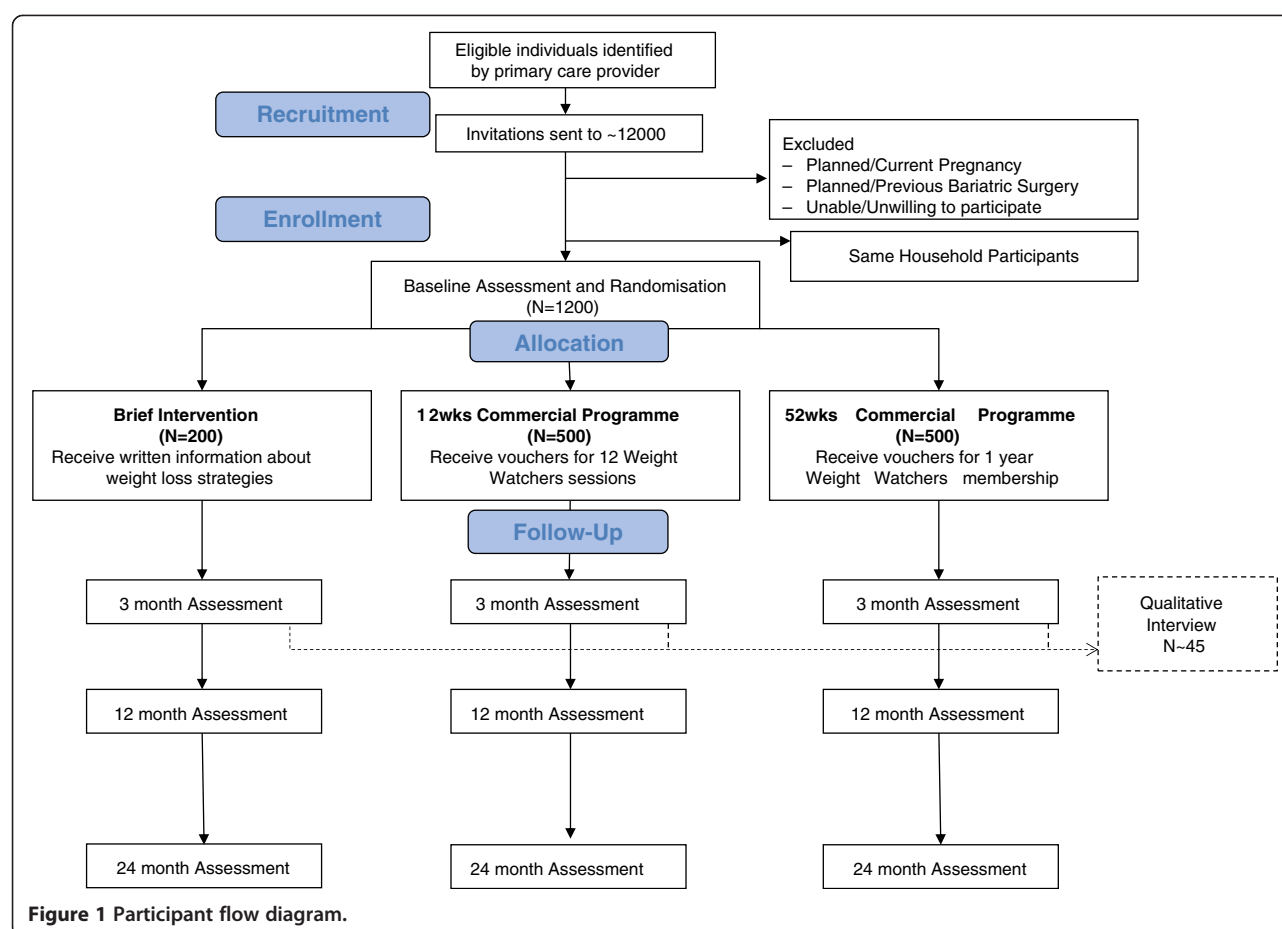 Eligible individuals identified
by primary care provider
Recruitment
Invitations sent to ~12000
Excluded
– Planned/Current Pregnancy
– Planned/Previous Bariatric Surgery
– Unable/Unwilling to participate
Enrollment
Same Household Participants
Baseline Assessment and Randomisation
(N=1200)
Allocation
Brief Intervention
(N=200)
Receive written information about
weight loss strategies
12wks Commercial Programme
(N=500)
Receive vouchers for 12 Weight
Watchers sessions
52wks Commercial Programme
(N=500)
Receive vouchers for 1 year
Weight Watchers membership
Follow-Up
3 month Assessment
3 month Assessment
3 month Assessment
Qualitative
Interview
N~45
12 month Assessment
12 month Assessment
12 month Assessment
24 month Assessment
24 month Assessment
24 month Assessment
Figure 1 Participant flow diagram.